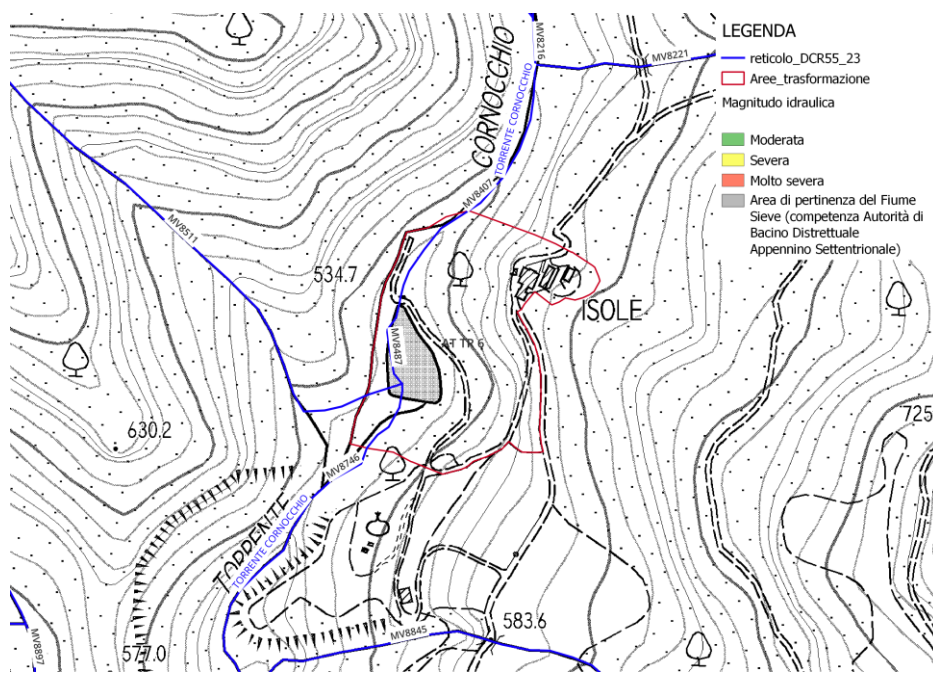 LEGENDA
reticolo_DCR55_23
Aree_trasformazione
Magnitudo idraulica
Moderata
Severa
Molto severa
Area di pertinenza del Fiume
Sieve (competenza Autorità di
Bacino Distrettuale
Appennino Settentrionale)
MV8216
MV8221
CORNOCCHIO
TORRENTE CORNOCCHIO
MV8407
MV8511
534.7
ISOLE
MV8487
AT TR 6
725
630.2
MV8746
TORRENTE
TORRENTE CORNOCCHIO
583.6
MV8845
577.0
MV8897